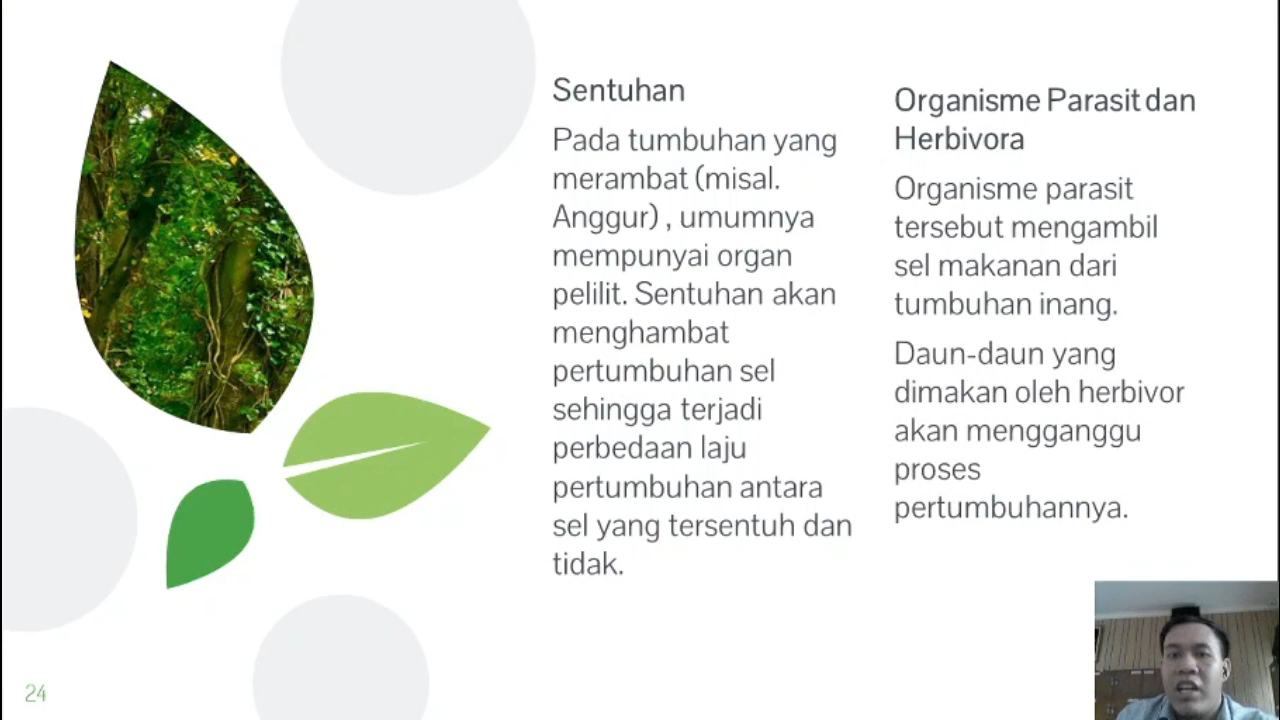 Sentuhan
Pada tumbuhan yang
merambat (misal.
Anggur) , umumnya
mempunyai organ
pelilit. Sentuhan akan
menghambat
pertumbuhan sel
sehingga terjadi
perbedaan laju
pertumbuhan antara
sel yang tersentuh dan
tidak.
Organisme Parasit dan
Herbivora
Organisme parasit
tersebut mengambil
sel makanan dari
tumbuhan inang.
Daun-daun yang
dimakan oleh herbivor
akan mengganggu
proses
pertumbuhannya.
24